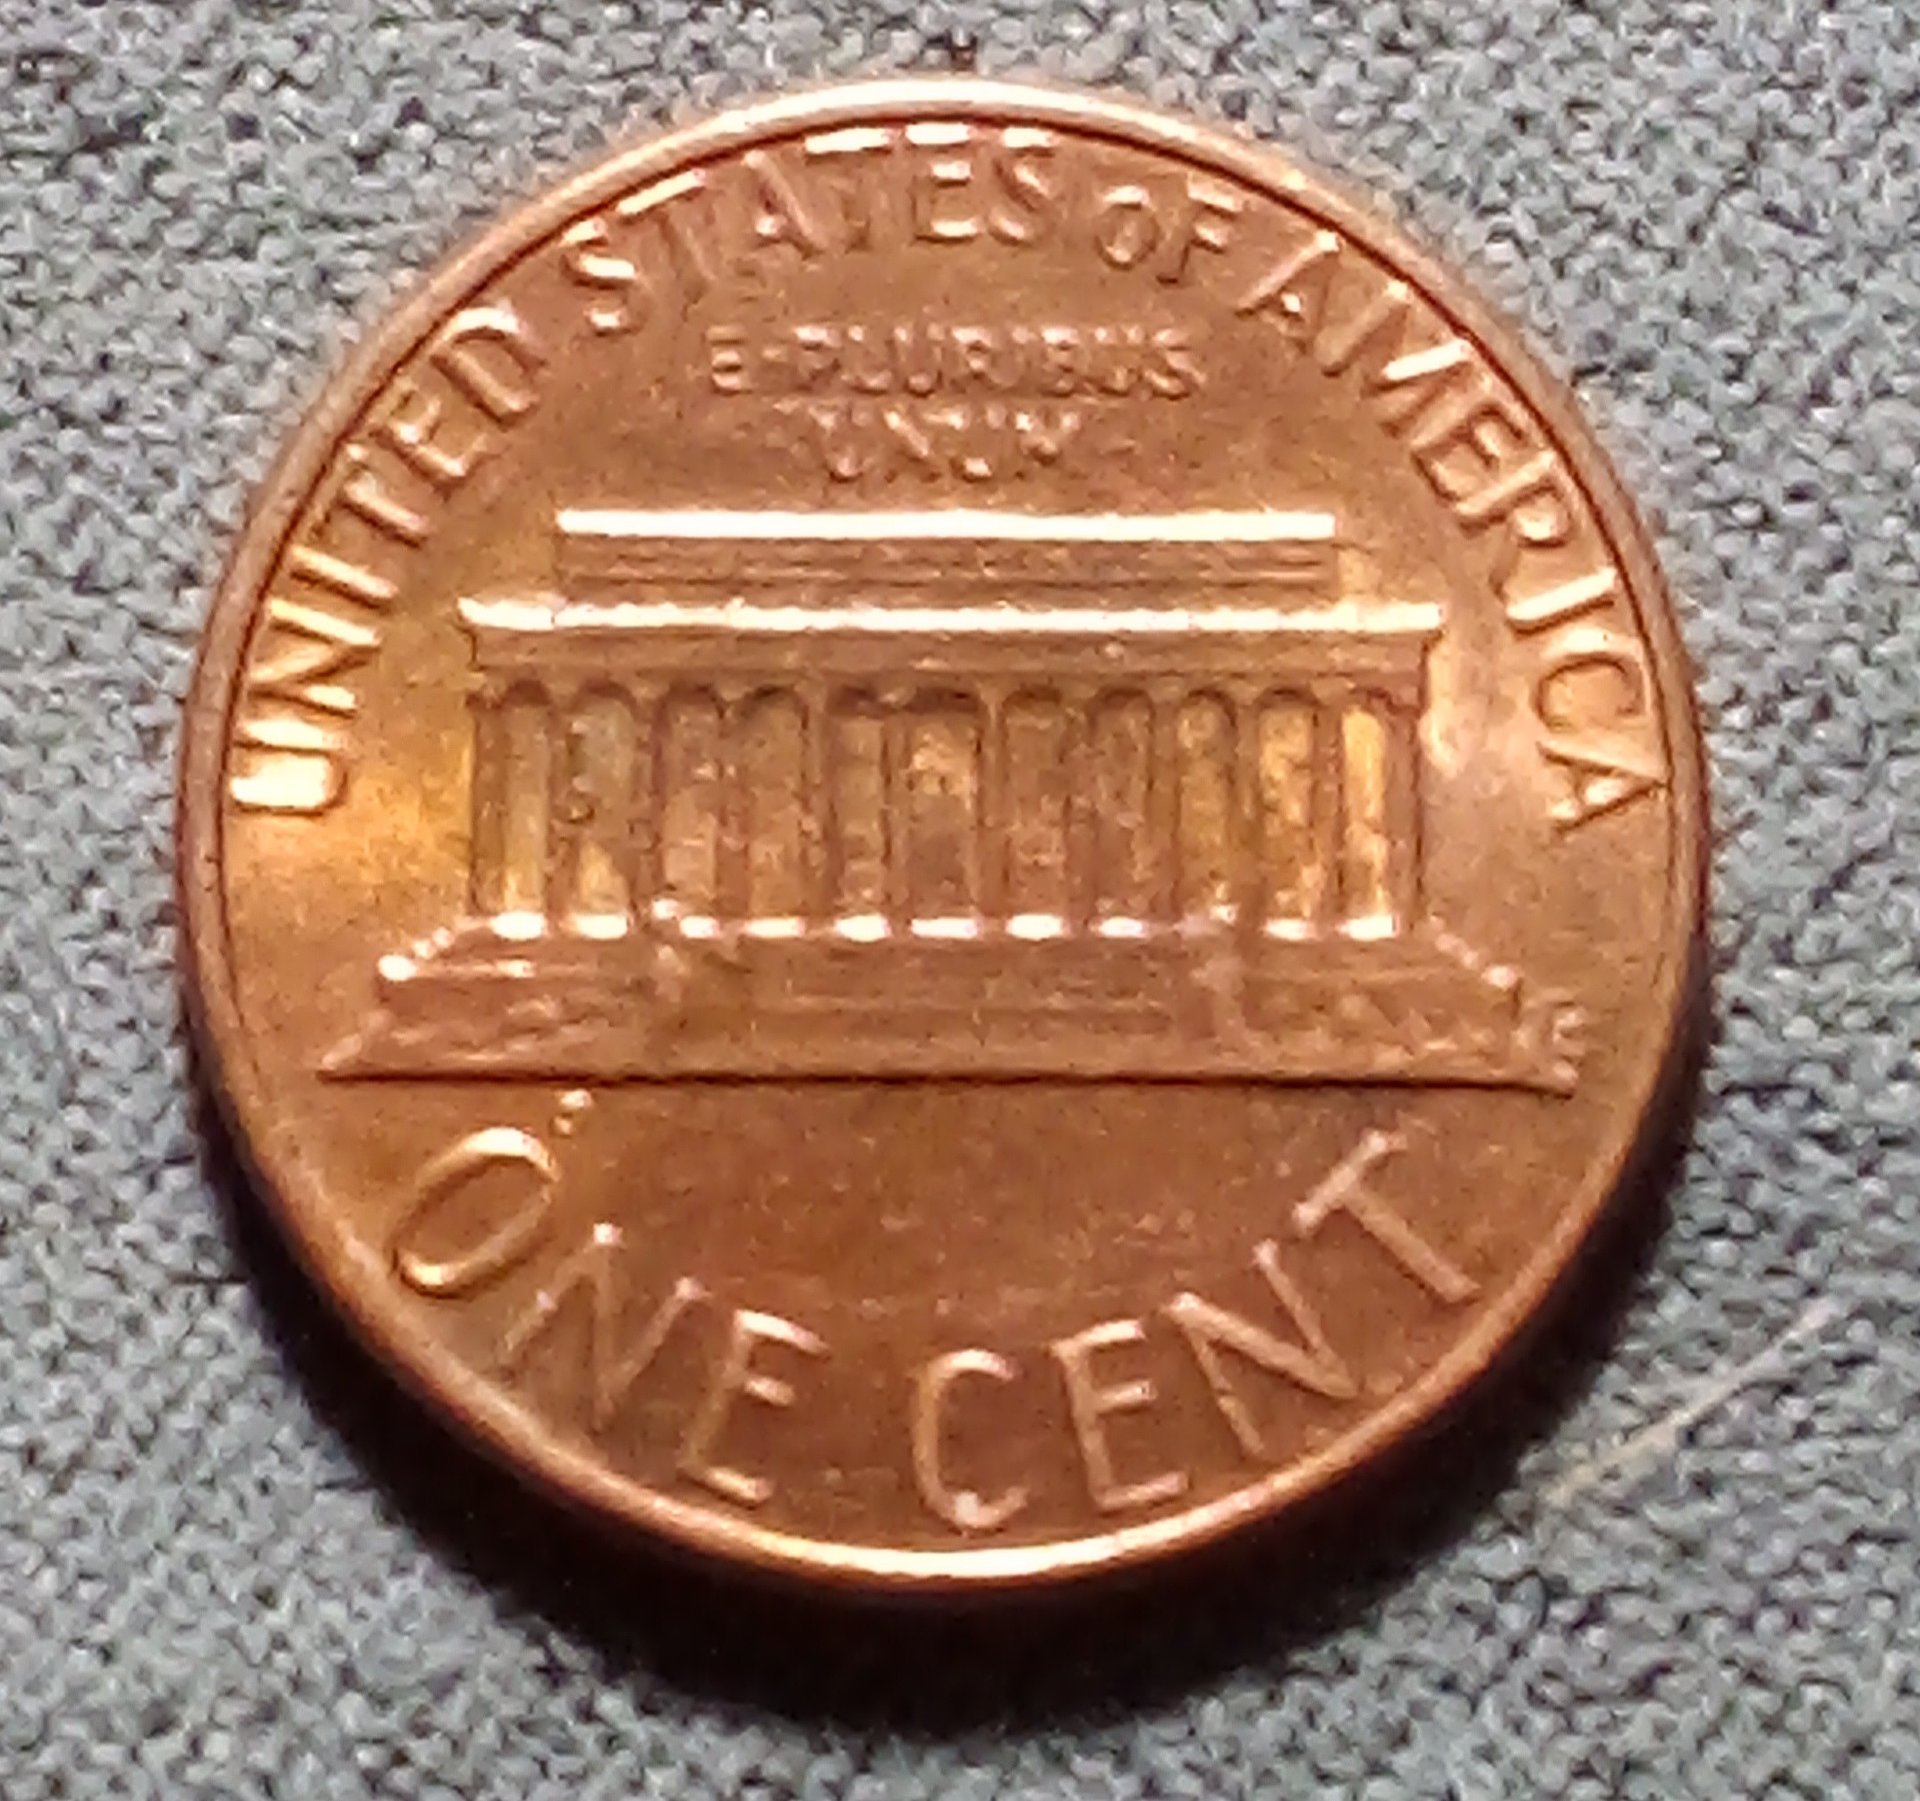 UNITED STATES OF AMERICA
E·PLURIBUS
·UNUM·
ONE CENT